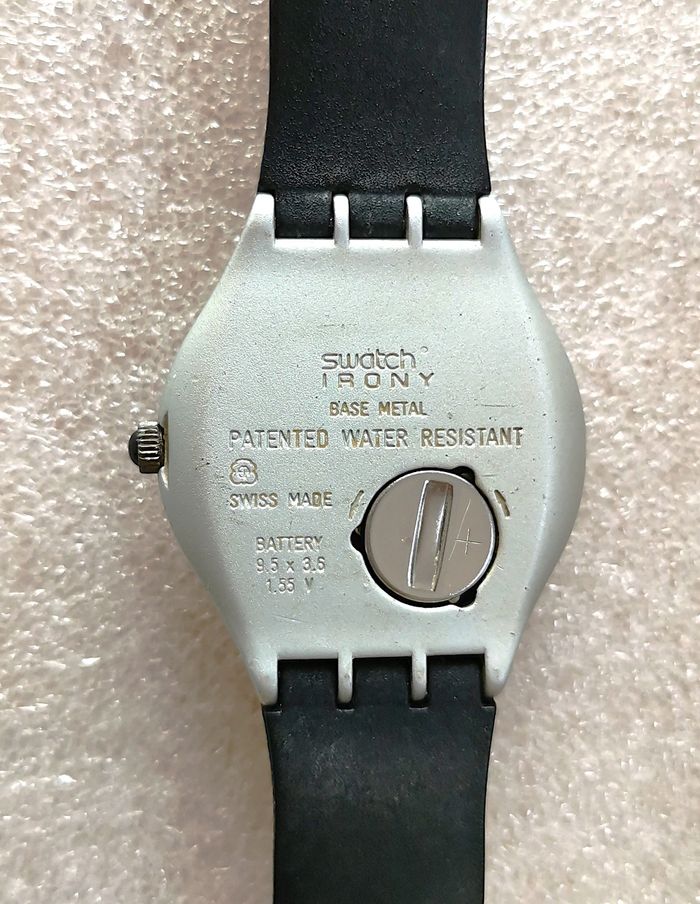 swatch
IRONY
BASE METAL
PATENTED WATER RESISTANT
SWISS MADE
BATTERY
9.5 x 3.6
1.55 V
+